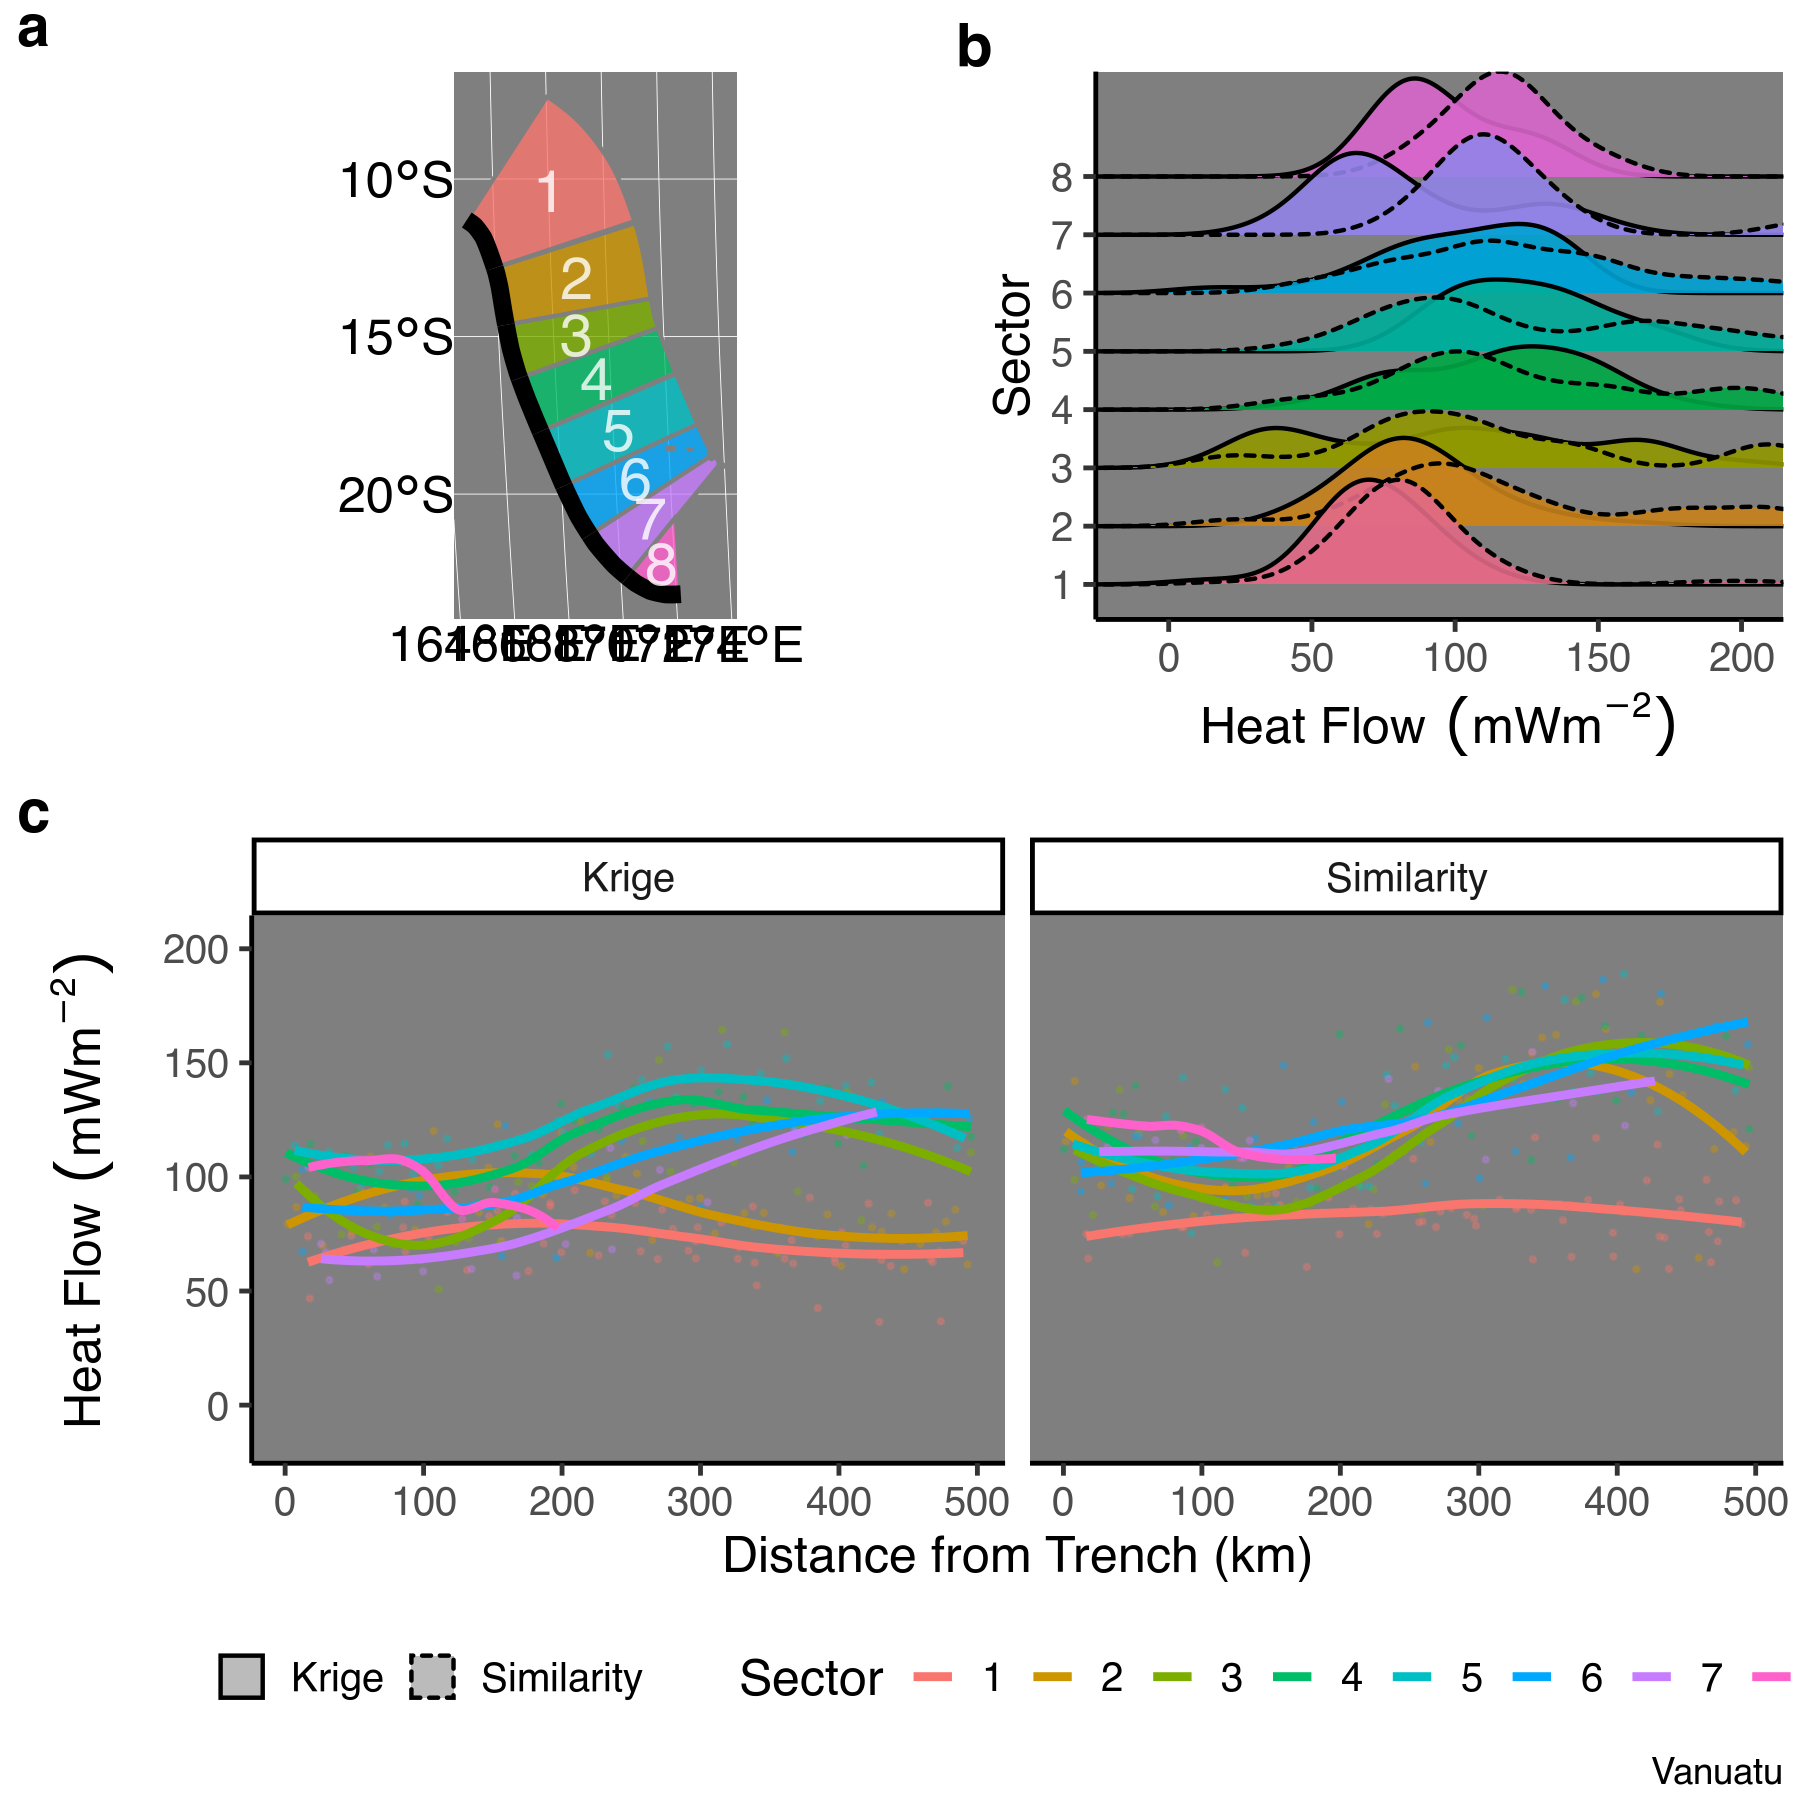 a
10°S
15°S
20°S
1
2
3
4
5
6
7
8
b
Sector
8
7
6
5
4
3
2
1
0 50 100 150 200
Heat Flow (mWm−2)
c
Krige
Similarity
Heat Flow (mWm−2)
200
150
100
50
0
0 100 200 300 400 500
0 100 200 300 400 500
Distance from Trench (km)
Krige Similarity Sector 1 2 3 4 5 6 7
Vanuatu